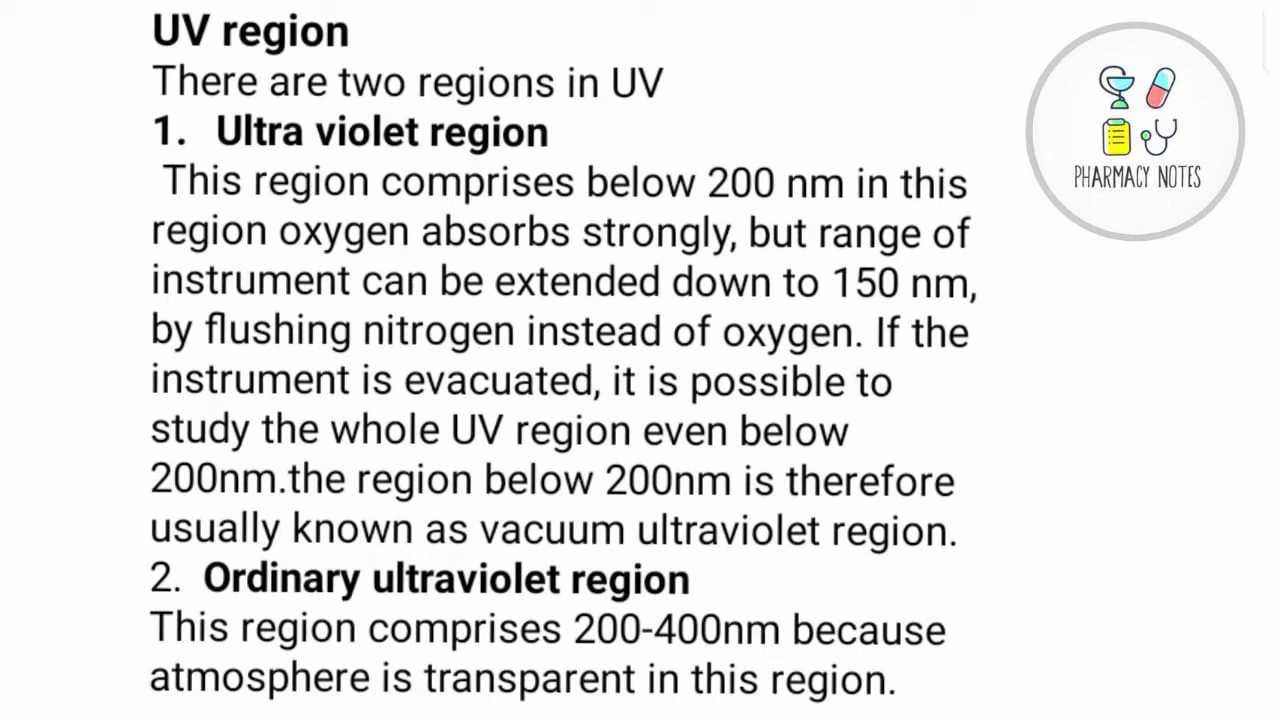 UV region
There are two regions in UV
1. Ultra violet region
This region comprises below 200 nm in this
region oxygen absorbs strongly, but range of
instrument can be extended down to 150 nm,
by flushing nitrogen instead of oxygen. If the
instrument is evacuated, it is possible to
study the whole UV region even below
200nm.the region below 200nm is therefore
usually known as vacuum ultraviolet region.
2. Ordinary ultraviolet region
This region comprises 200-400nm because
atmosphere is transparent in this region.
PHARMACY NOTES